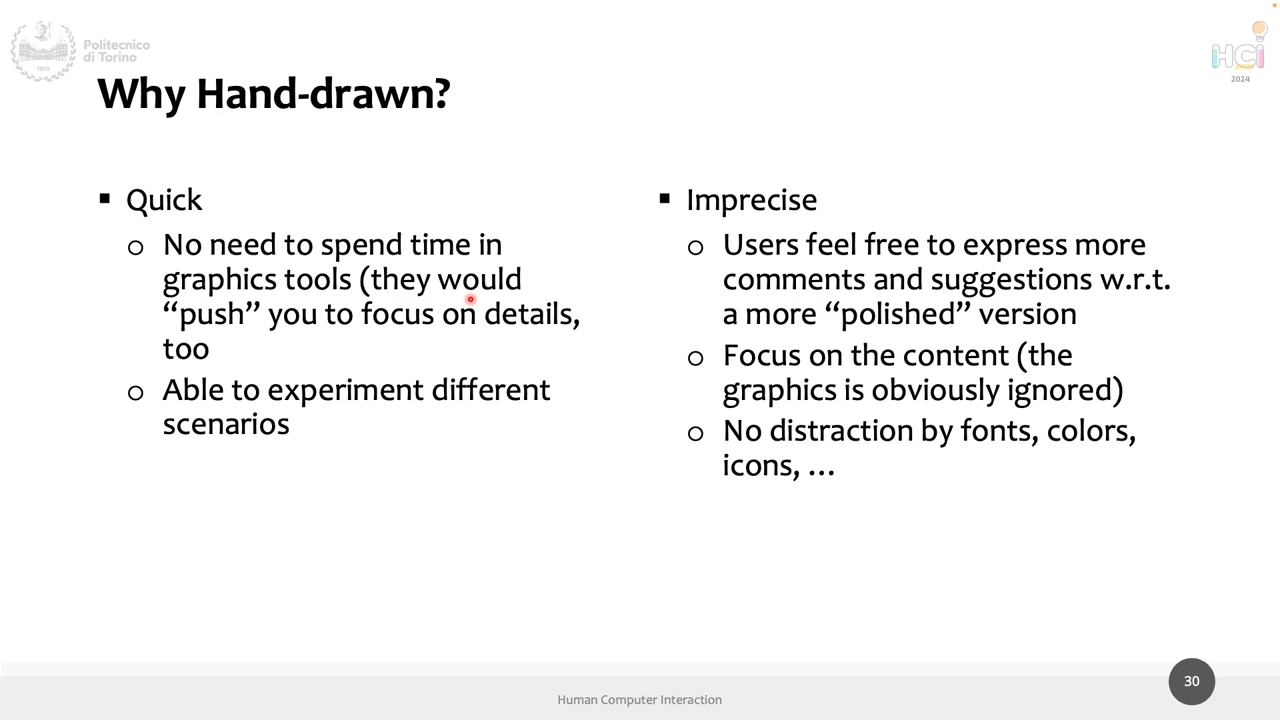 Politecnico
di Torino
1859
HCI
2024
Why Hand-drawn?
▪ Quick
o No need to spend time in
graphics tools (they would
“push” you to focus on details,
too
o Able to experiment different
scenarios
▪ Imprecise
o Users feel free to express more
comments and suggestions w.r.t.
a more “polished” version
o Focus on the content (the
graphics is obviously ignored)
o No distraction by fonts, colors,
icons, …
Human Computer Interaction
30